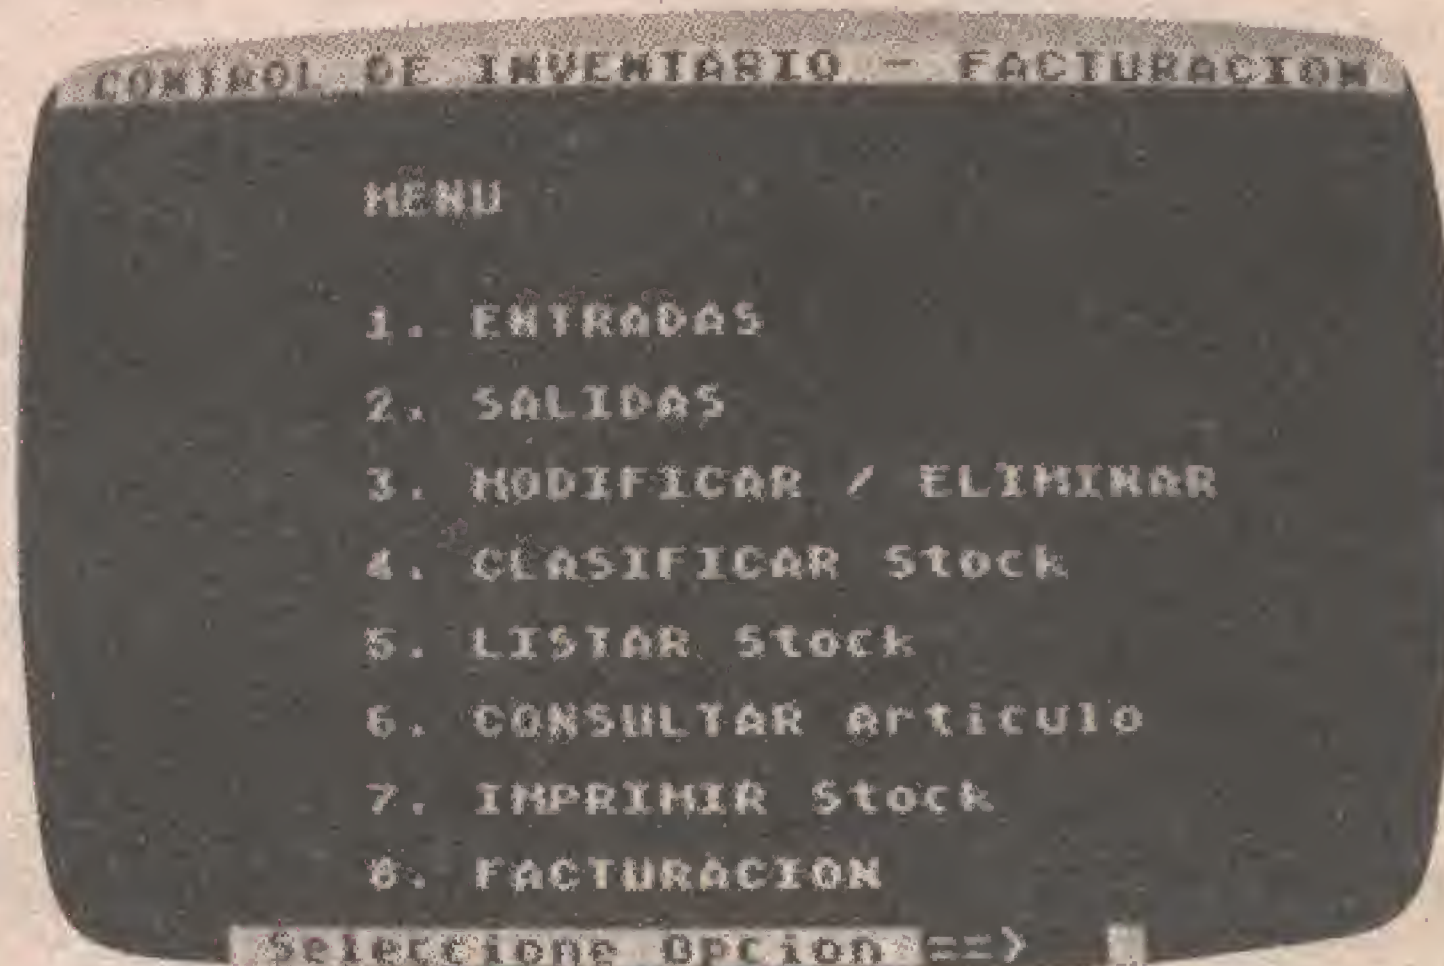 CONTROL DE INVENTARIO - FACTURACION
MENU
1. ENTRADAS
2. SALIDAS
3. MODIFICAR / ELIMINAR
4. CLASIFICAR Stock
5. LISTAR Stock
6. CONSULTAR Articulo
7. IMPRIMIR Stock
8. FACTURACION
Seleccione Opcion ==>